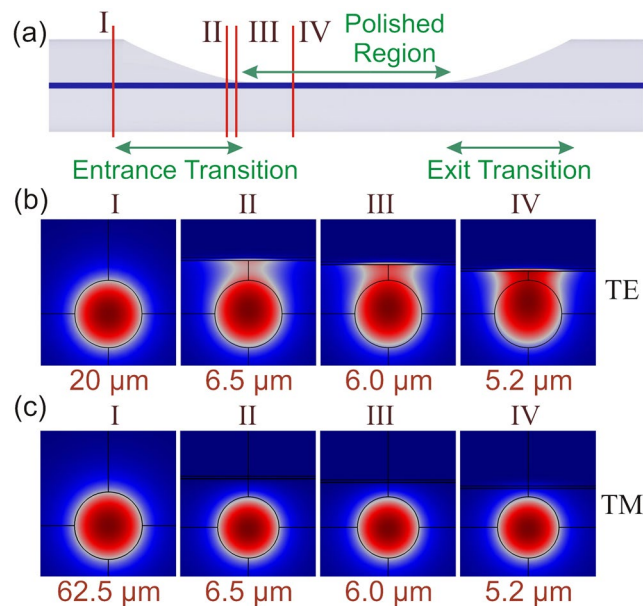 (a)
I
II
III
IV
Polished
Region
Entrance Transition
Exit Transition
(b)
I
II
III
IV
TE
20 μm
6.5 μm
6.0 μm
5.2 μm
(c)
I
II
III
IV
TM
62.5 μm
6.5 μm
6.0 μm
5.2 μm